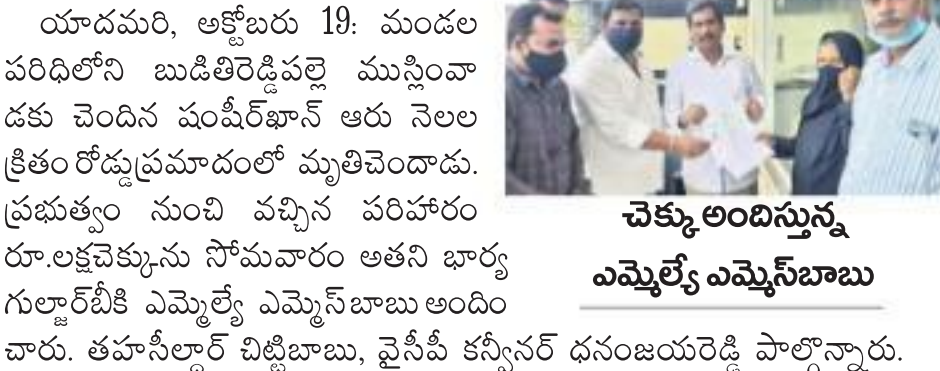 యాదమరి, అక్టోబరు 19: మండల
పరిధిలోని బుడితిరెడ్డిపల్లె ముస్లింవా
డకు చెందిన షంషీర్‌ఖాన్ ఆరు నెలల
క్రితం రోడ్డుప్రమాదంలో మృతిచెందాడు.
ప్రభుత్వం నుంచి వచ్చిన పరిహారం
రూ.లక్షచెక్కును సోమవారం అతని భార్య
గుల్జార్‌బీకి ఎమ్మెల్యే ఎమ్మెస్‌బాబు అందిం
చారు. తహసీల్దార్ చిట్టిబాబు, వైసీపీ కన్వీనర్ ధనంజయరెడ్డి పాల్గొన్నారు.
చెక్కు అందిస్తున్న
ఎమ్మెల్యే ఎమ్మెస్‌బాబు